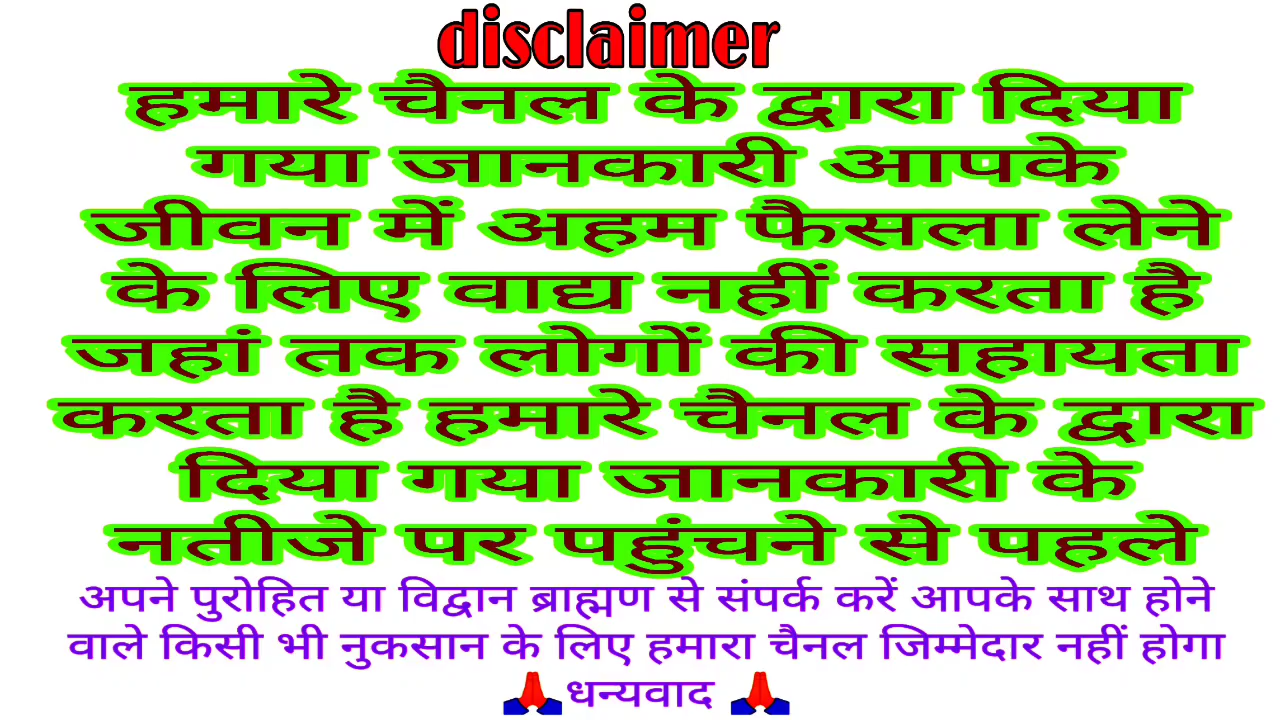 disclaimer
हमारे चैनल के द्वारा दिया
गया जानकारी आपके
जीवन में अहम फैसला लेने
के लिए वाद्य नहीं करता है
जहां तक लोगों की सहायता
करता है हमारे चैनल के द्वारा
दिया गया जानकारी के
नतीजे पर पहुंचने से पहले
अपने पुरोहित या विद्वान ब्राह्मण से संपर्क करें आपके साथ होने
वाले किसी भी नुकसान के लिए हमारा चैनल जिम्मेदार नहीं होगा
🙏धन्यवाद 🙏